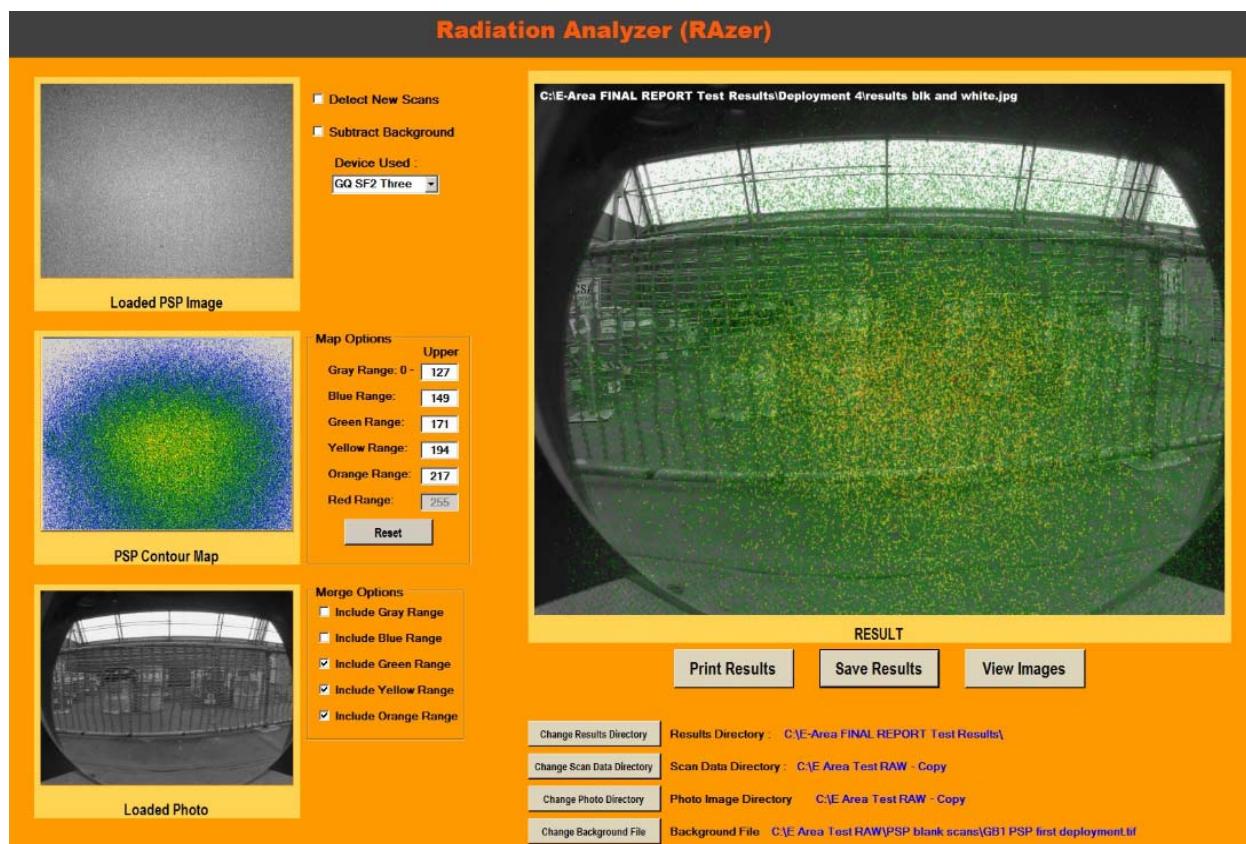 Radiation Analyzer (RAzer)
Loaded PSP Image
Detect New Scans
Subtract Background
Device Used :
GQ SF2 Three
PSP Contour Map
Map Options
Upper
Gray Range: 0 - 127
Blue Range: 149
Green Range: 171
Yellow Range: 194
Orange Range: 217
Red Range: 255
Reset
Loaded Photo
Merge Options
Include Gray Range
Include Blue Range
Include Green Range
Include Yellow Range
Include Orange Range
C:\E-Area FINAL REPORT Test Results\Deployment 4\results blk and white.jpg
RESULT
Print Results Save Results View Images
Change Results Directory Results Directory : C:\E-Area FINAL REPORT Test Results\
Change Scan Data Directory Scan Data Directory : C:\E Area Test RAW - Copy
Change Photo Directory Photo Image Directory C:\E Area Test RAW - Copy
Change Background File Background File C:\E Area Test RAW\PSP blank scans\GB1 PSP first deployment.tif